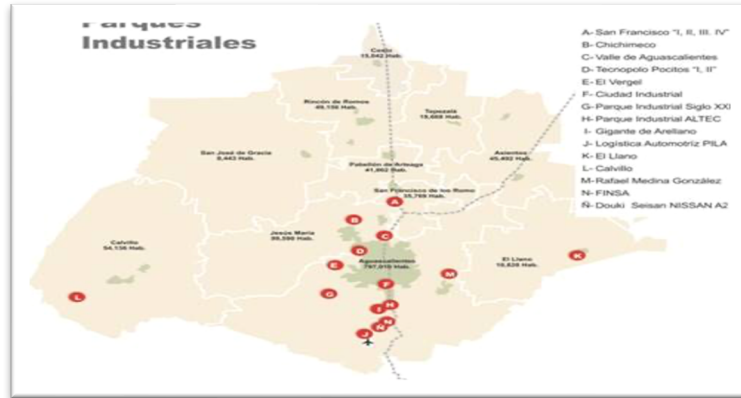 Parques
Industriales
A- San Francisco "I, II, III. IV"
B- Chichimeco
C- Valle de Aguascalientes
D- Tecnopolo Pocitos "I, II"
E- El Vergel
F- Ciudad Industrial
G- Parque Industrial Siglo XXI
H- Parque Industrial ALTEC
I- Gigante de Arellano
J- Logística Automotríz PILA
K- El Llano
L- Calvillo
M- Rafael Medina González
N- FINSA
Ñ- Douki Seisan NISSAN A2
Cosío
15,042 Hab.
Rincón de Romos
49,156 Hab.
Tepezalá
19,668 Hab.
San José de Gracia
8,443 Hab.
Asientos
45,492 Hab.
Pabellón de Arteaga
41,862 Hab.
San Francisco de los Romo
35,769 Hab.
A
B
C
Jesús María
99,590 Hab.
Calvillo
54,136 Hab.
D
E
Aguascalientes
797,010 Hab.
El Llano
18,828 Hab.
K
M
F
G
L
H
I
N
Ñ
J